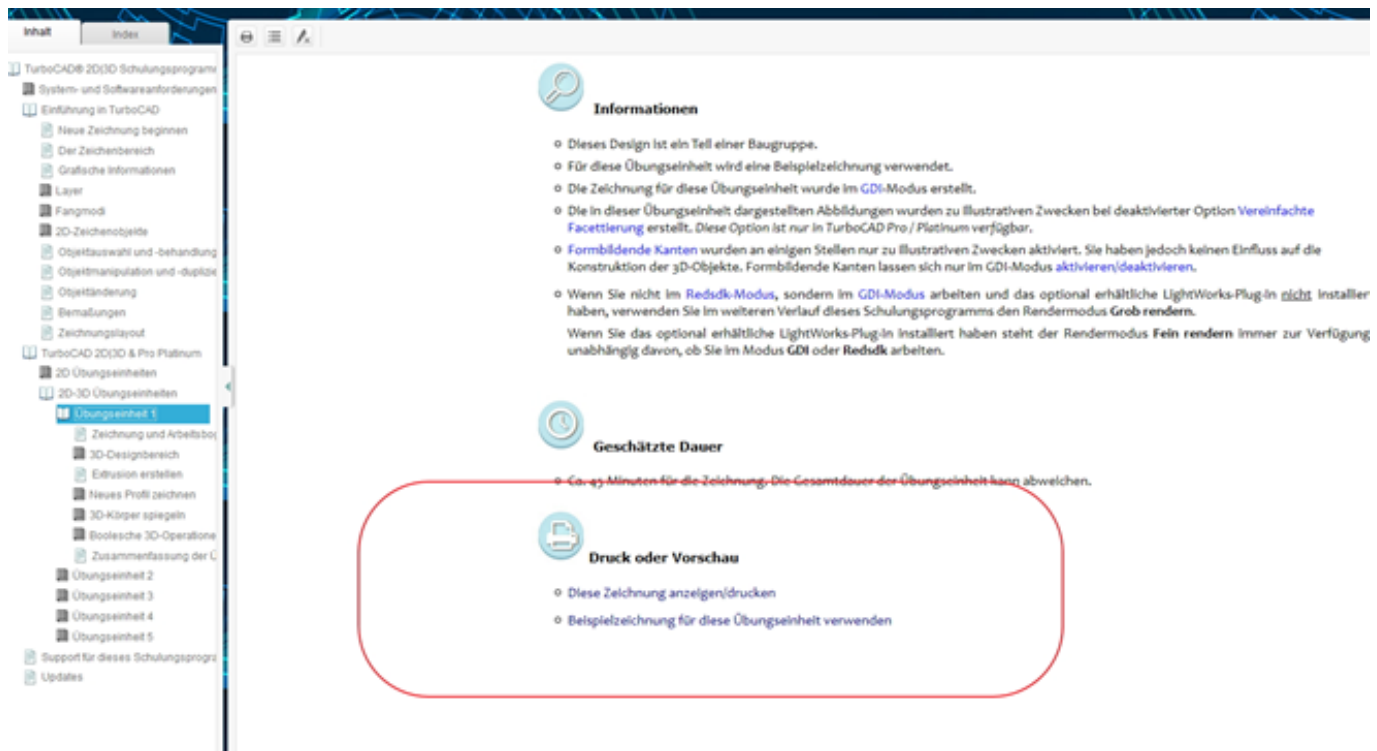 Inhalt
Index
TurboCAD® 2D|3D Schulungsprogramm
System- und Softwareanforderungen
Einführung in TurboCAD
Neue Zeichnung beginnen
Der Zeichenbereich
Grafische Informationen
Layer
Fangmodi
2D-Zeichenobjekte
Objektauswahl und -behandlung
Objektmanipulation und -duplizie
Objektänderung
Bemaßungen
Zeichnungslayout
TurboCAD 2D|3D & Pro Platinum
2D Übungseinheiten
2D-3D Übungseinheiten
Übungseinheit 1
Zeichnung und Arbeitsbog
3D-Designbereich
Extrusion erstellen
Neues Profil zeichnen
3D-Körper spiegeln
Boolesche 3D-Operatione
Zusammenfassung der Ü
Übungseinheit 2
Übungseinheit 3
Übungseinheit 4
Übungseinheit 5
Support für dieses Schulungsprogra
Updates
Informationen
Dieses Design ist ein Teil einer Baugruppe.
Für diese Übungseinheit wird eine Beispielzeichnung verwendet.
Die Zeichnung für diese Übungseinheit wurde im GDI-Modus erstellt.
Die in dieser Übungseinheit dargestellten Abbildungen wurden zu illustrativen Zwecken bei deaktivierter Option Vereinfachte
Facettierung erstellt. Diese Option ist nur in TurboCAD Pro / Platinum verfügbar.
Formbildende Kanten wurden an einigen Stellen nur zu illustrativen Zwecken aktiviert. Sie haben jedoch keinen Einfluss auf die
Konstruktion der 3D-Objekte. Formbildende Kanten lassen sich nur im GDI-Modus aktivieren/deaktivieren.
Wenn Sie nicht im Redsdk-Modus, sondern im GDI-Modus arbeiten und das optional erhältliche LightWorks-Plug-In nicht installier
haben, verwenden Sie im weiteren Verlauf dieses Schulungsprogramms den Rendermodus Grob rendern.
Wenn Sie das optional erhältliche LightWorks-Plug-In installiert haben steht der Rendermodus Fein rendern immer zur Verfügung
unabhängig davon, ob Sie im Modus GDI oder Redsdk arbeiten.
Geschätzte Dauer
Ca. 45 Minuten für die Zeichnung. Die Gesamtdauer der Übungseinheit kann abweichen.
Druck oder Vorschau
Diese Zeichnung anzeigen/drucken
Beispielzeichnung für diese Übungseinheit verwenden